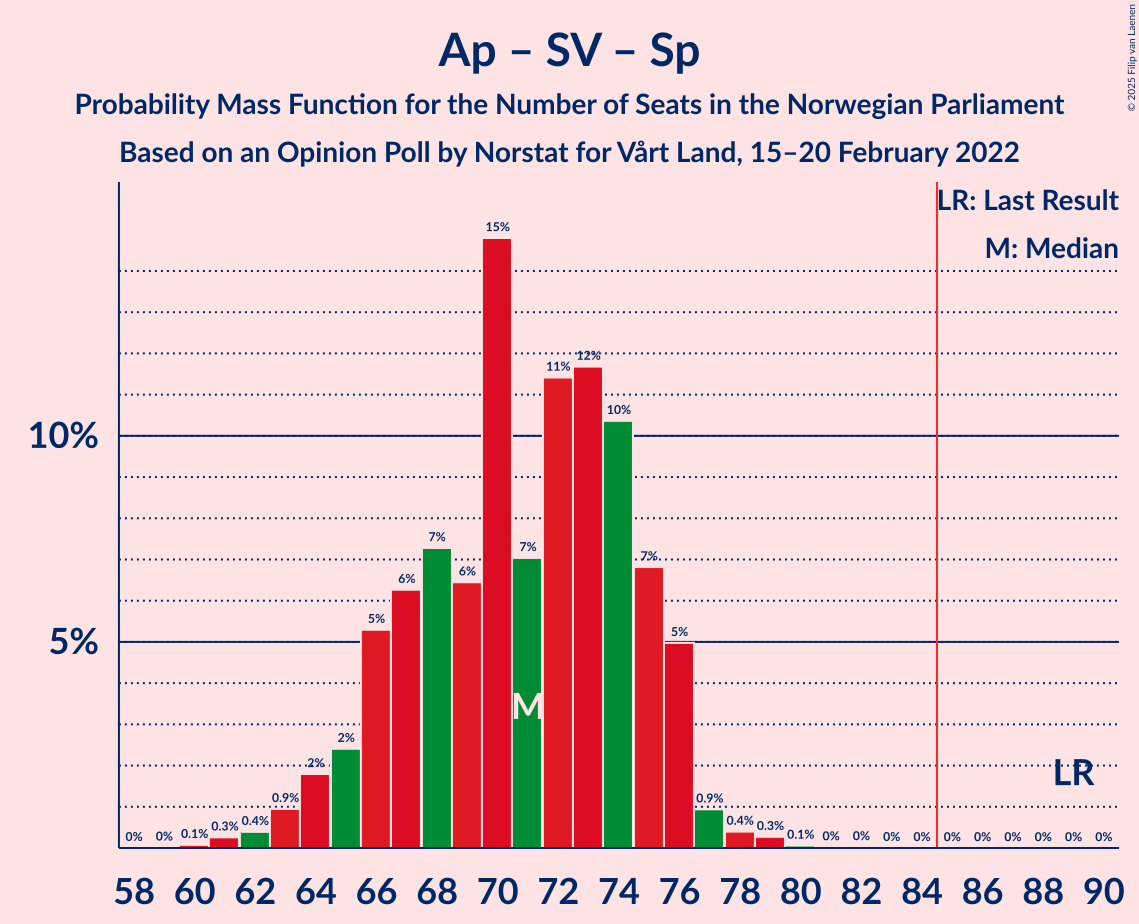 Ap – SV – Sp
Probability Mass Function for the Number of Seats in the Norwegian Parliament
Based on an Opinion Poll by Norstat for Vårt Land, 15–20 February 2022
© 2025 Filip van Laenen
LR: Last Result
M: Median
10%
5%
0% 0% 0.1% 0.3% 0.4% 0.9% 2% 2% 5% 6% 7% 6% 15% 7% 11% 12% 10% 7% 5% 0.9% 0.4% 0.3% 0.1% 0% 0% 0% 0% 0% 0% 0% 0% 0% 0%
M
LR
58 60 62 64 66 68 70 72 74 76 78 80 82 84 86 88 90